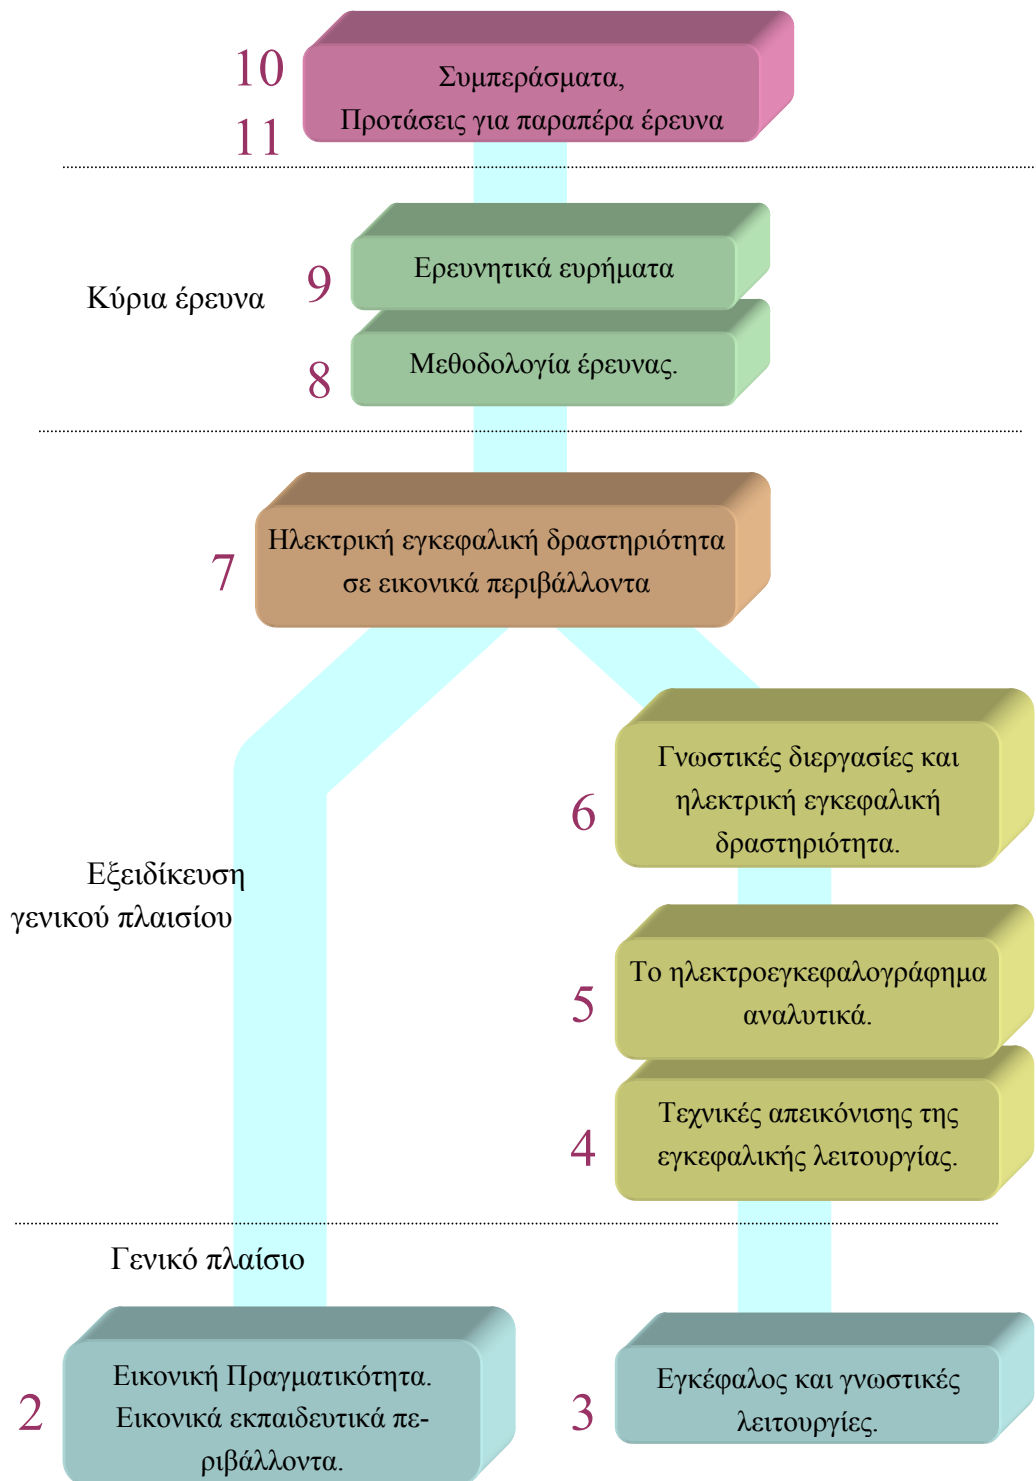 10
11
Συμπεράσματα,
Προτάσεις για παραπέρα έρευνα
Κύρια έρευνα
9
Ερευνητικά ευρήματα
8
Μεθοδολογία έρευνας.
7
Ηλεκτρική εγκεφαλική δραστηριότητα
σε εικονικά περιβάλλοντα
6
Γνωστικές διεργασίες και
ηλεκτρική εγκεφαλική
δραστηριότητα.
Εξειδίκευση
γενικού πλαισίου
5
Το ηλεκτροεγκεφαλογράφημα
αναλυτικά.
4
Τεχνικές απεικόνισης της
εγκεφαλικής λειτουργίας.
Γενικό πλαίσιο
2
Εικονική Πραγματικότητα.
Εικονικά εκπαιδευτικά πε-
ριβάλλοντα.
3
Εγκέφαλος και γνωστικές
λειτουργίες.